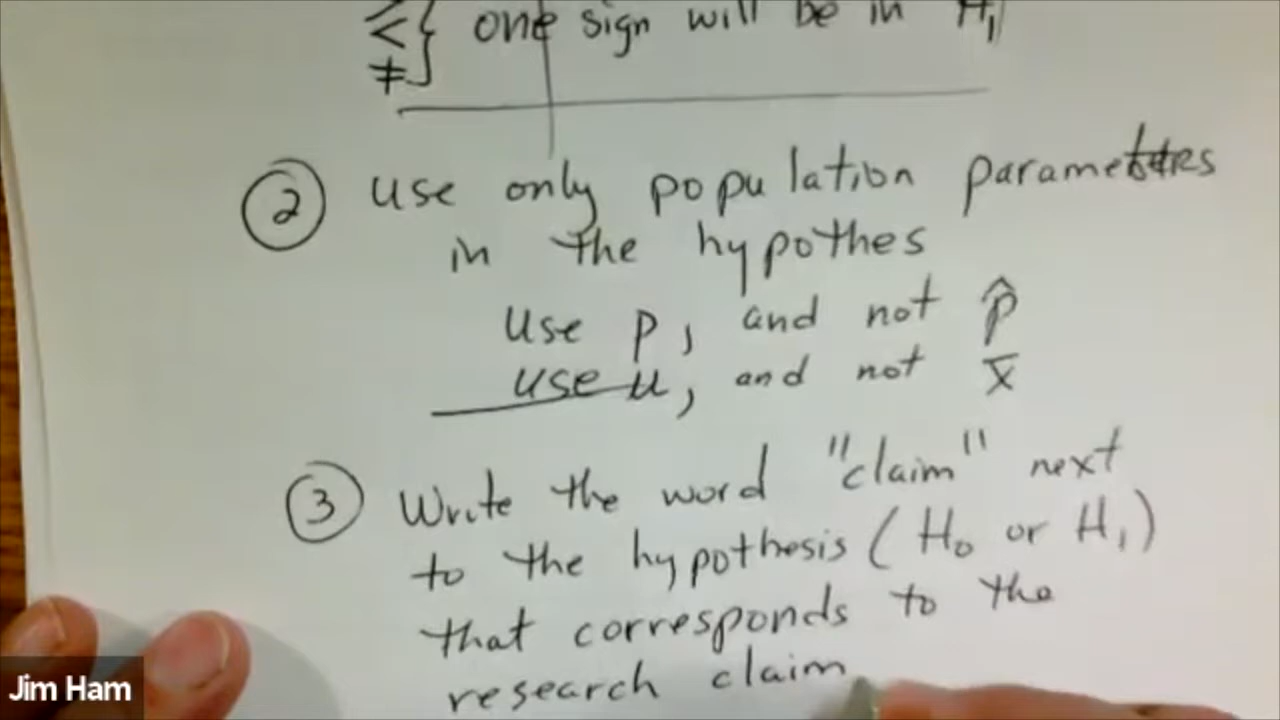 ≤ } one sign will be in H₁
≠
② Use only population parameters
in the hypothes
Use p, and not p̂
use u, and not x̄
③ Write the word "claim" next
to the hypothesis (H₀ or H₁)
that corresponds to the
research claim
Jim Ham